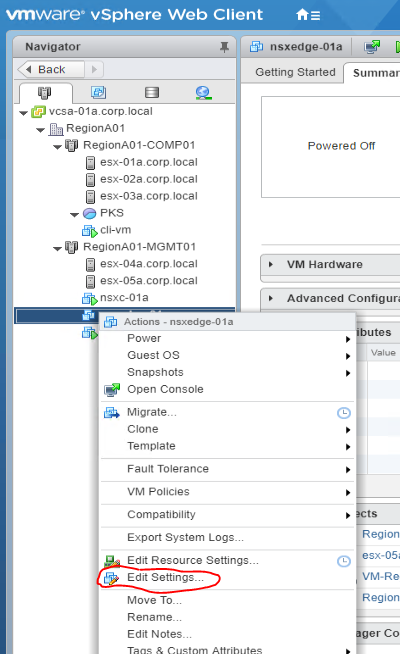 vmware® vSphere Web Client
Navigator
nsxedge-01a
Back
Getting Started
Summar
vcsa-01a.corp.local
RegionA01
RegionA01-COMP01
esx-01a.corp.local
esx-02a.corp.local
esx-03a.corp.local
PKS
cli-vm
RegionA01-MGMT01
esx-04a.corp.local
esx-05a.corp.local
nsxc-01a
Powered Off
VM Hardware
Advanced Configura
Actions - nsxedge-01a
Power
Guest OS
Snapshots
Open Console
Migrate...
Clone
Template
Fault Tolerance
VM Policies
Compatibility
Export System Logs...
Edit Resource Settings...
Edit Settings...
Move To...
Rename...
Edit Notes...
Tags & Custom Attributes
ributes
Value
ects
Region
esx-05a
VM-Re
Region
ager Co